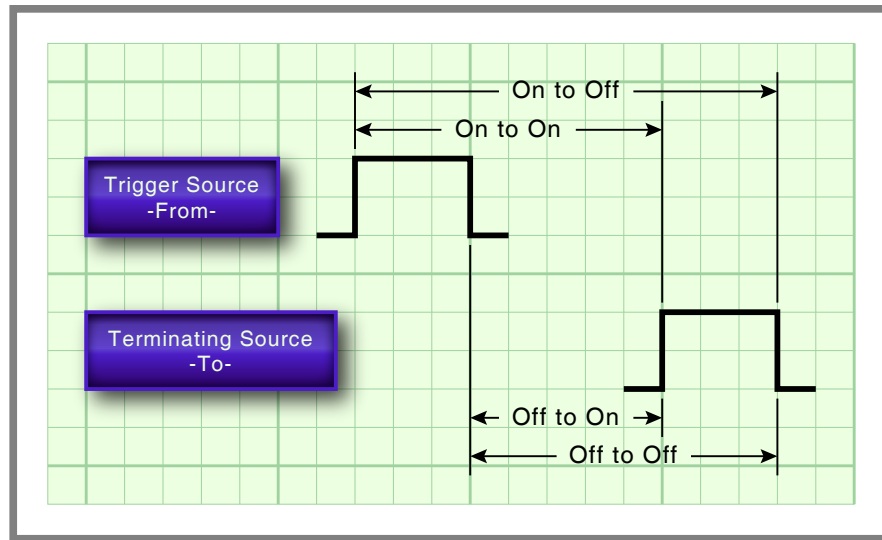 On to Off
On to On
Trigger Source
-From-
Terminating Source
-To-
Off to On
Off to Off